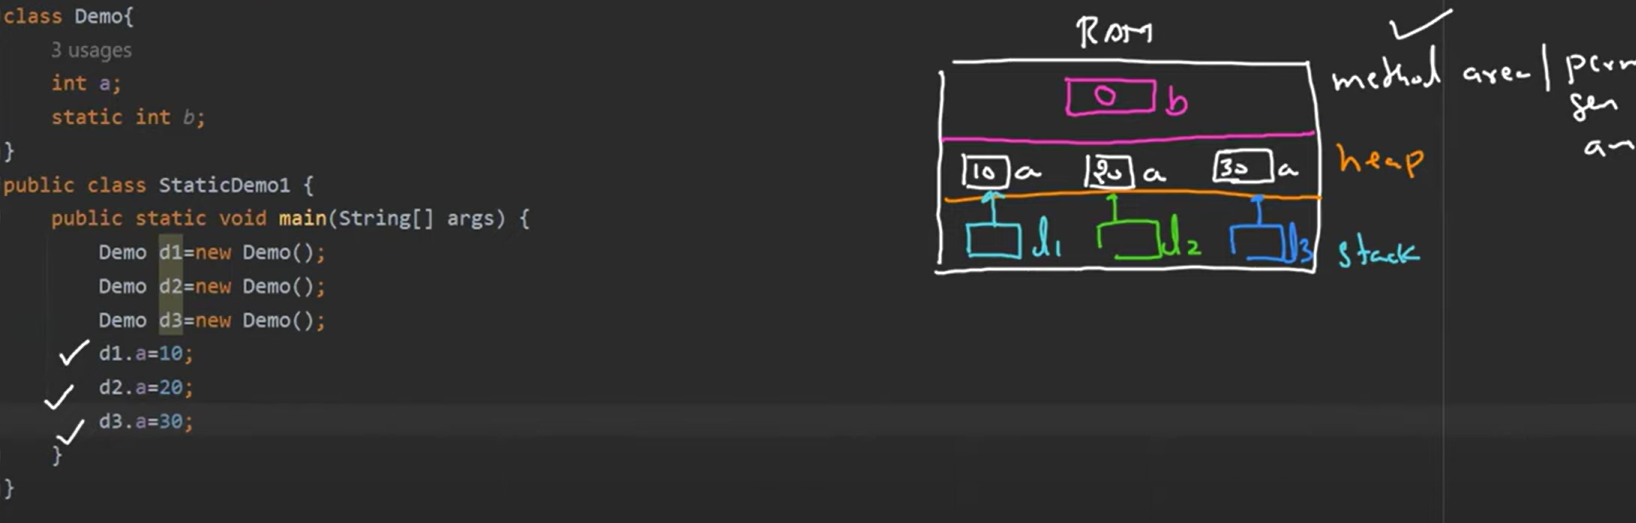 class Demo{
3 usages
int a;
static int b;
}
public class StaticDemo1 {
public static void main(String[] args) {
Demo d1=new Demo();
Demo d2=new Demo();
Demo d3=new Demo();
d1.a=10;
d2.a=20;
d3.a=30;
}
}
RAM
method area/ perm
gen
0 b
10 a 20 a 30 a heap
d1 d2 d3 stack